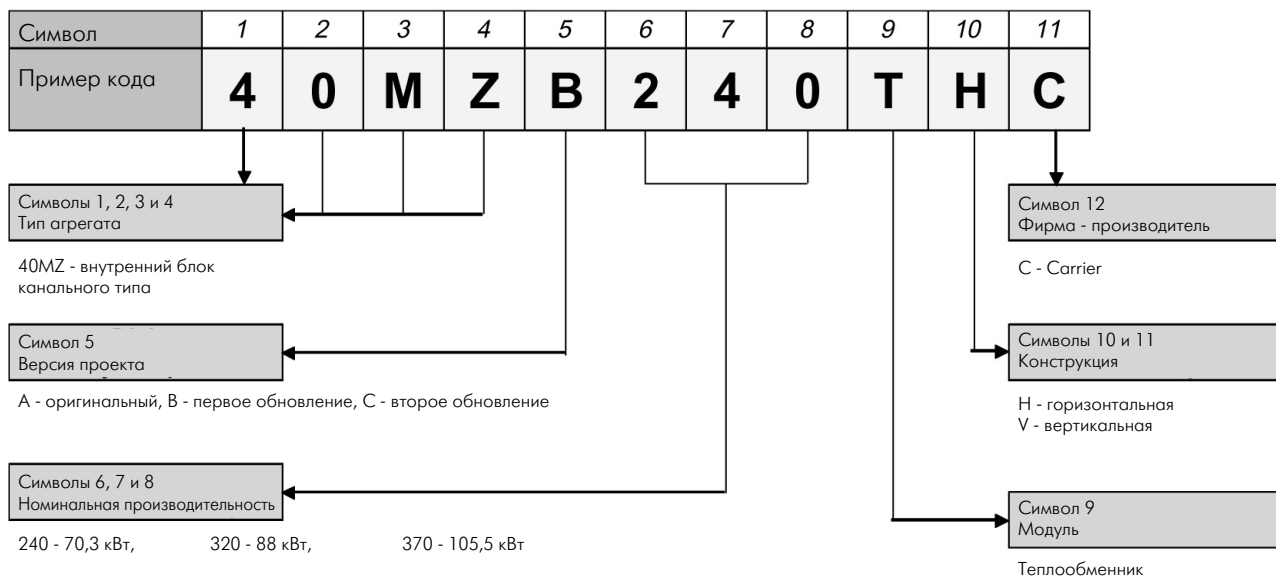 Символ 1 2 3 4 5 6 7 8 9 10 11
Пример кода 4 0 M Z B 2 4 0 T H C
Символы 1, 2, 3 и 4
Тип агрегата
40MZ - внутренний блок
канального типа
Символ 5
Версия проекта
A - оригинальный, B - первое обновление, C - второе обновление
Символы 6, 7 и 8
Номинальная производительность
240 - 70,3 кВт, 320 - 88 кВт, 370 - 105,5 кВт
Символ 12
Фирма - производитель
C - Carrier
Символы 10 и 11
Конструкция
H - горизонтальная
V - вертикальная
Символ 9
Модуль
Теплообменник